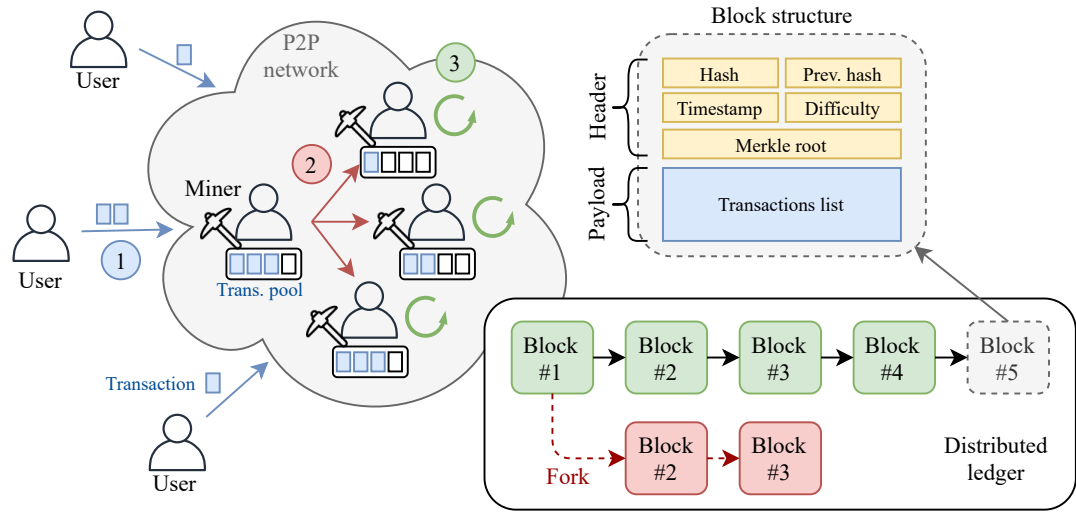 Block structure
P2P
network
3
User
Hash
Prev. hash
Timestamp
Difficulty
Merkle root
Header
2
Miner
Transactions list
Payload
1
User
Trans. pool
Block
#1
Block
#2
Block
#3
Block
#4
Block
#5
Transaction
User
Fork
Block
#2
Block
#3
Distributed
ledger